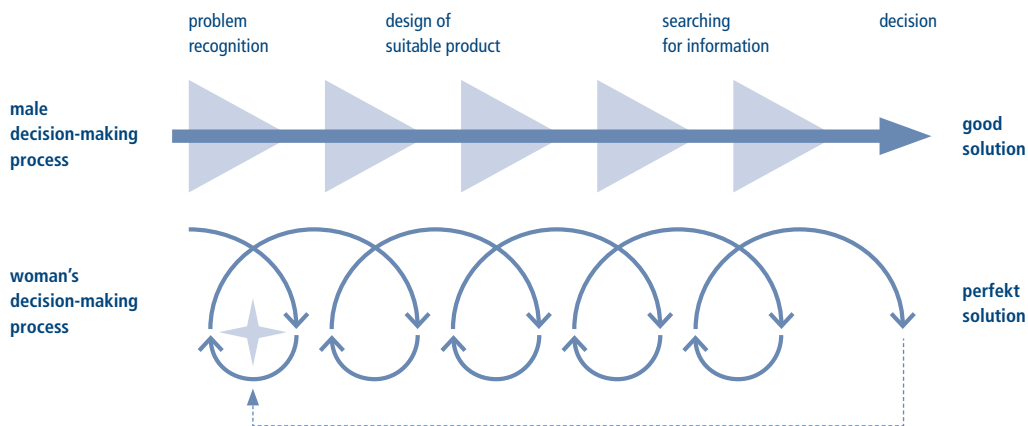 problem
recognition
design of
suitable product
searching
for information
decision
male
decision-making
process
good
solution
woman's
decision-making
process
perfekt
solution